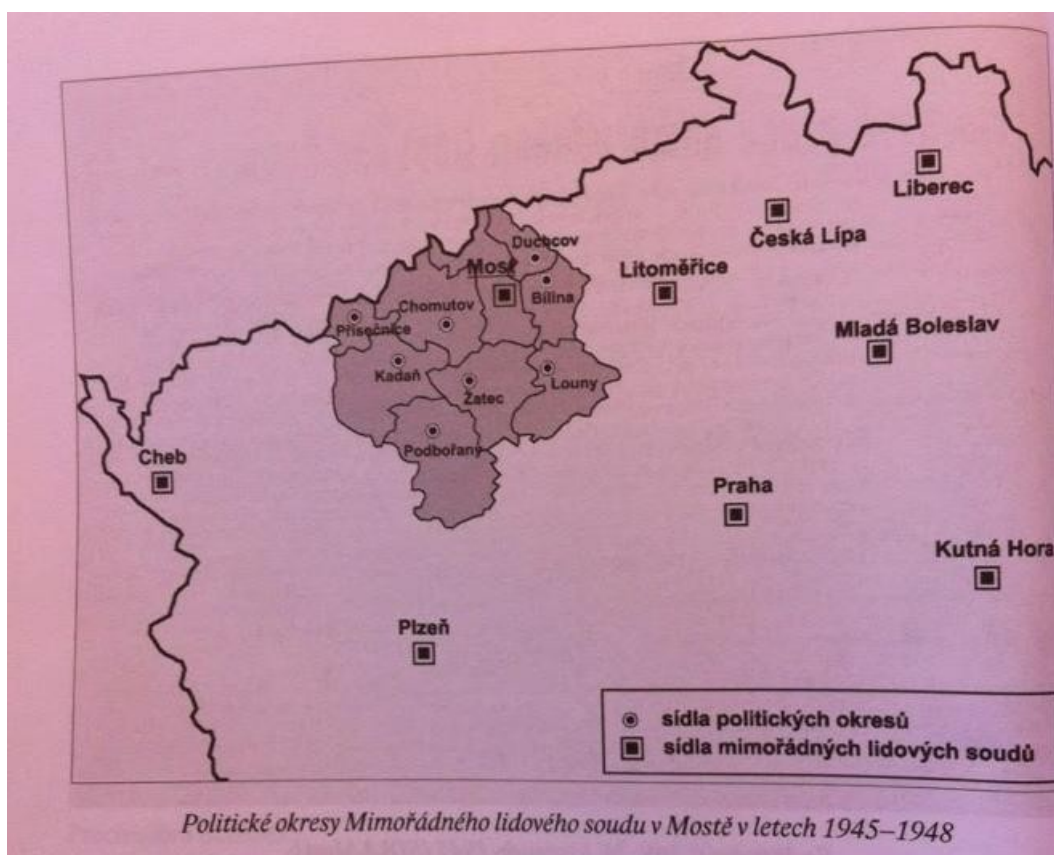 Liberec
Česká Lípa
Duchcov
Most
Litoměřice
Bílina
Chomutov
Přísečnice
Mladá Boleslav
Kadaň
Louny
Žatec
Podbořany
Cheb
Praha
Kutná Hora
Plzeň
sídla politických okresů
sídla mimořádných lidových soudů
Politické okresy Mimořádného lidového soudu v Mostě v letech 1945–1948